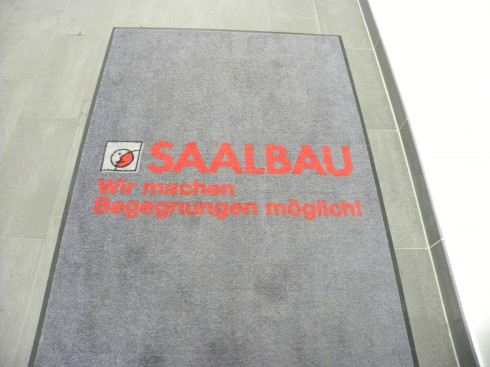 SAALBAU
Wir machen
Begegnungen möglich!